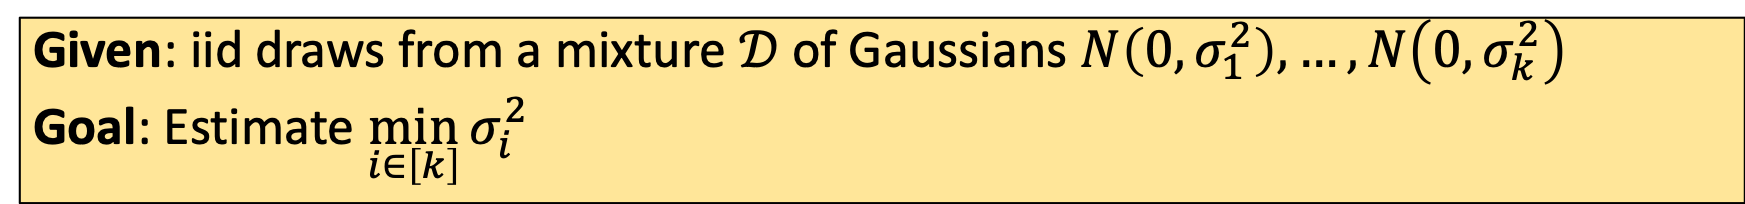 Given: iid draws from a mixture 𝒟 of Gaussians N(0, σ₁²), … , N(0, σₖ²)
Goal: Estimate min_{i∈[k]} σᵢ²